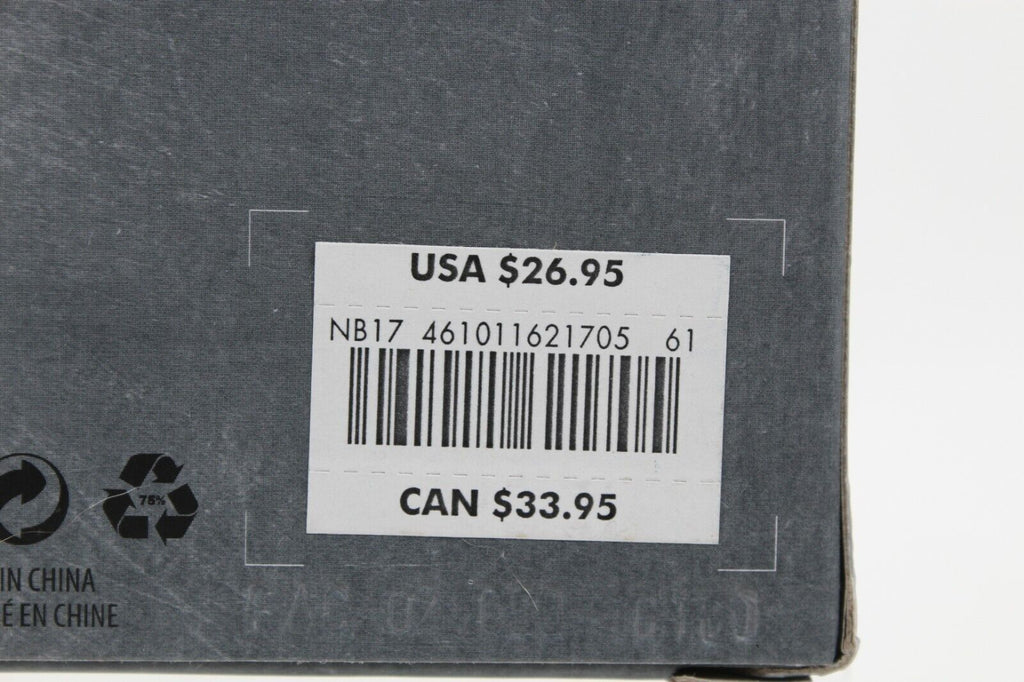 USA $26.95
NB17 461011621705 61
CAN $33.95
75%
IN CHINA
É EN CHINE